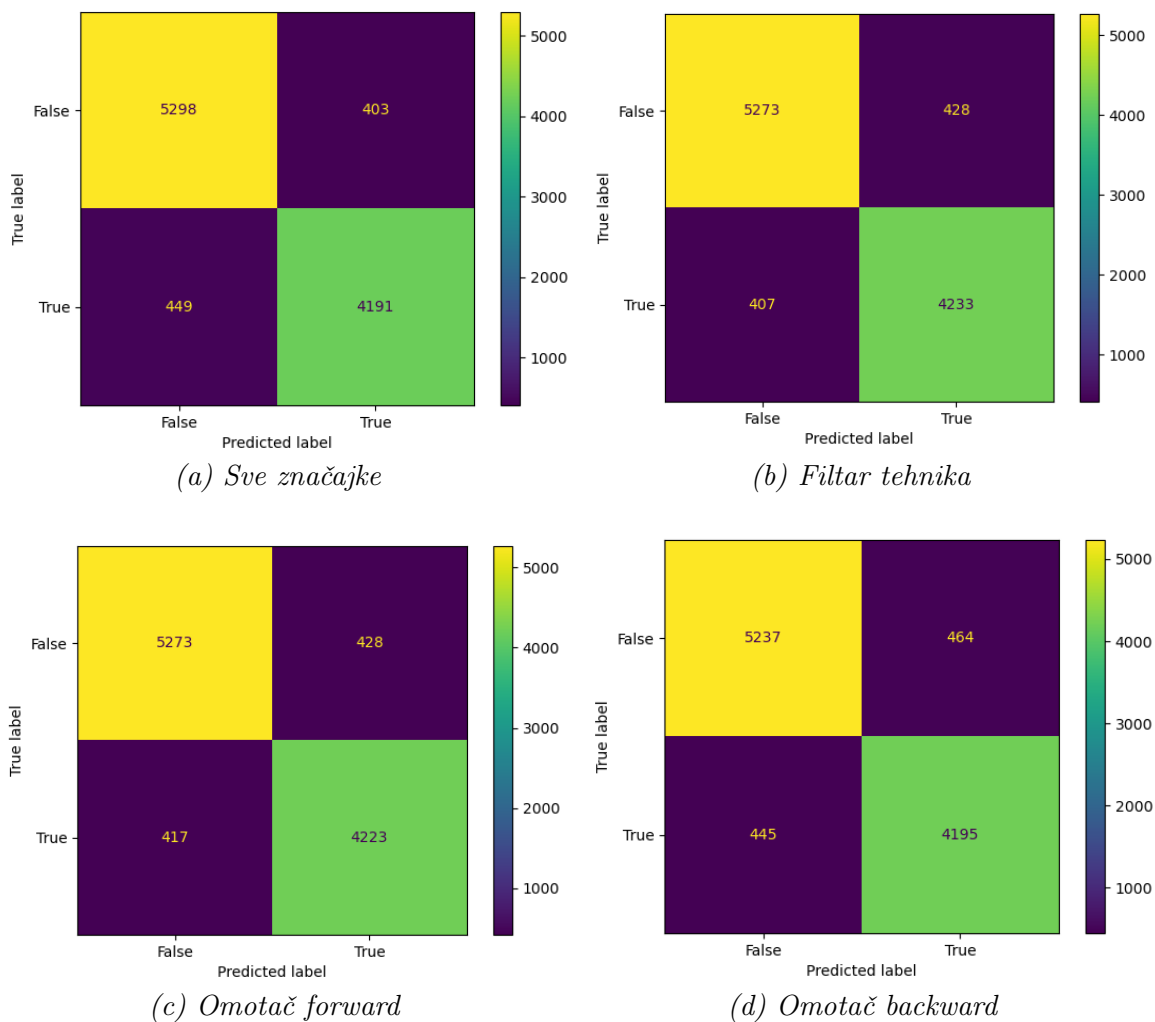 5298
403
449
4191
False
True
True label
False
True
Predicted label
5000
4000
3000
2000
1000
(a) Sve značajke
5273
428
407
4233
False
True
True label
False
True
Predicted label
5000
4000
3000
2000
1000
(b) Filtar tehnika
5273
428
417
4223
False
True
True label
False
True
Predicted label
5000
4000
3000
2000
1000
(c) Omotač forward
5237
464
445
4195
False
True
True label
False
True
Predicted label
5000
4000
3000
2000
1000
(d) Omotač backward